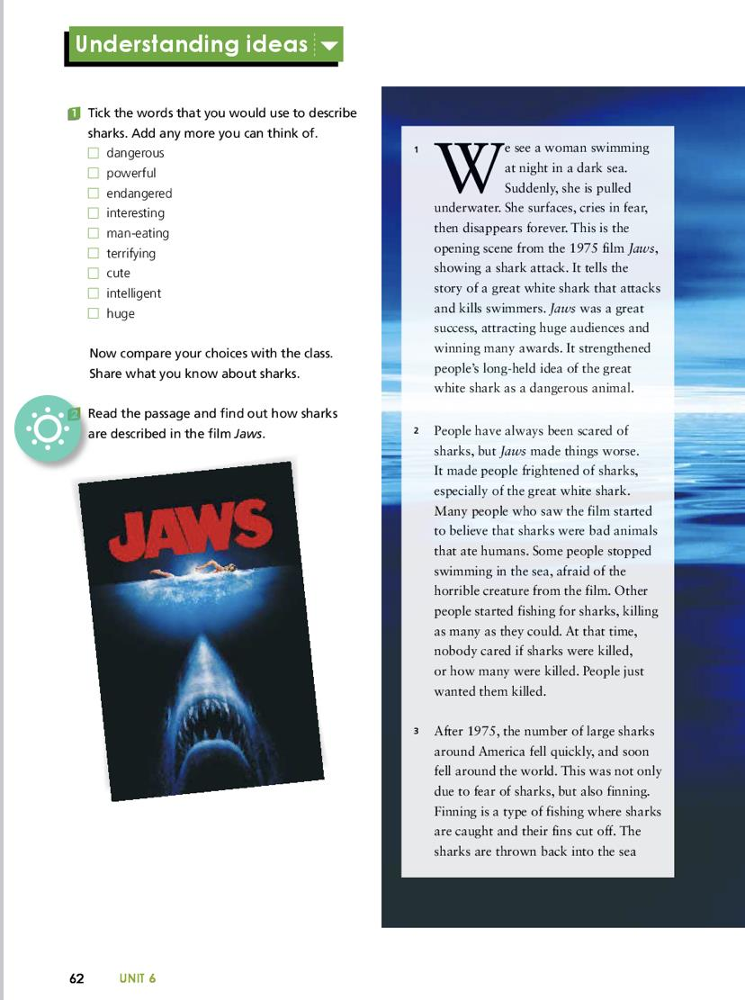 Understanding ideas
1 Tick the words that you would use to describe
sharks. Add any more you can think of.
dangerous
powerful
endangered
interesting
man-eating
terrifying
cute
intelligent
huge
Now compare your choices with the class.
Share what you know about sharks.
2 Read the passage and find out how sharks
are described in the film Jaws.
JAWS
1 We see a woman swimming
at night in a dark sea.
Suddenly, she is pulled
underwater. She surfaces, cries in fear,
then disappears forever. This is the
opening scene from the 1975 film Jaws,
showing a shark attack. It tells the
story of a great white shark that attacks
and kills swimmers. Jaws was a great
success, attracting huge audiences and
winning many awards. It strengthened
people's long-held idea of the great
white shark as a dangerous animal.
2 People have always been scared of
sharks, but Jaws made things worse.
It made people frightened of sharks,
especially of the great white shark.
Many people who saw the film started
to believe that sharks were bad animals
that ate humans. Some people stopped
swimming in the sea, afraid of the
horrible creature from the film. Other
people started fishing for sharks, killing
as many as they could. At that time,
nobody cared if sharks were killed,
or how many were killed. People just
wanted them killed.
3 After 1975, the number of large sharks
around America fell quickly, and soon
fell around the world. This was not only
due to fear of sharks, but also finning.
Finning is a type of fishing where sharks
are caught and their fins cut off. The
sharks are thrown back into the sea
62 UNIT 6